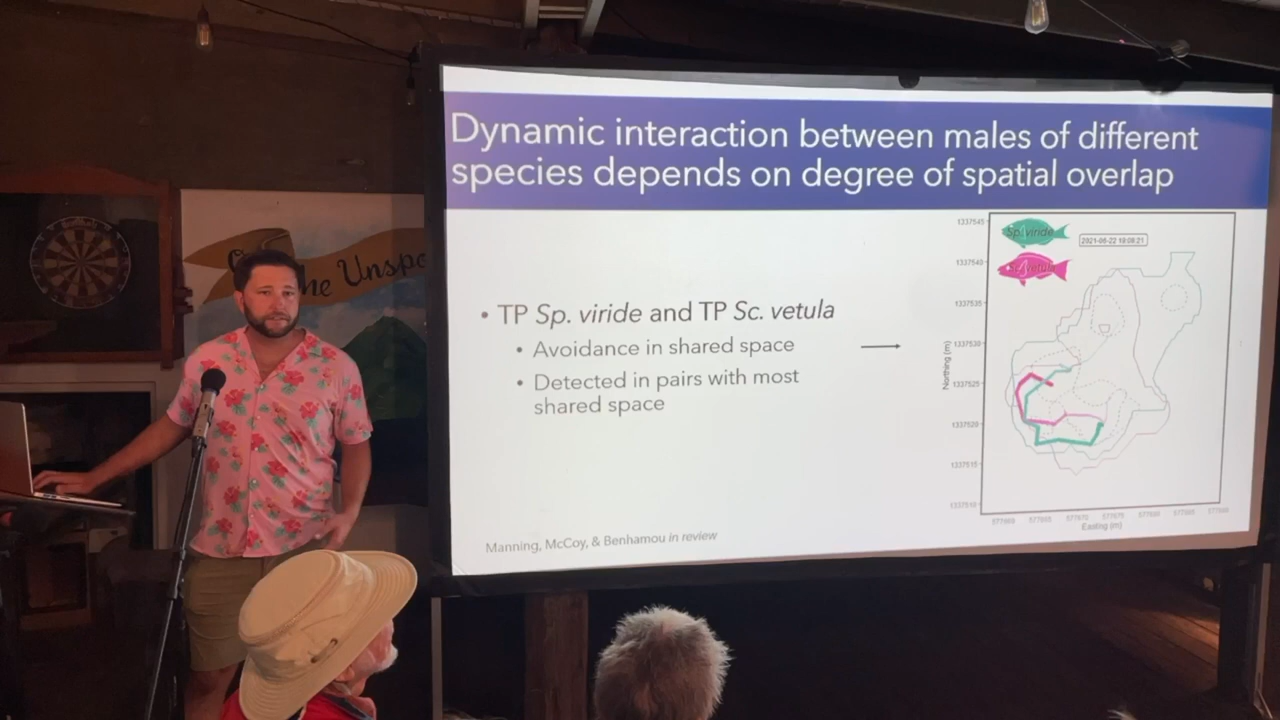 Dynamic interaction between males of different
species depends on degree of spatial overlap
he Unspo
• TP Sp. viride and TP Sc. vetula
• Avoidance in shared space
• Detected in pairs with most
shared space
Manning, McCoy, & Benhamou in review
Sp. viride
Sc. vetula
2021-06-22 18:08:21
Northing (m)
1337545
1337540
1337535
1337530
1337525
1337520
1337515
1337510
Easting (m)